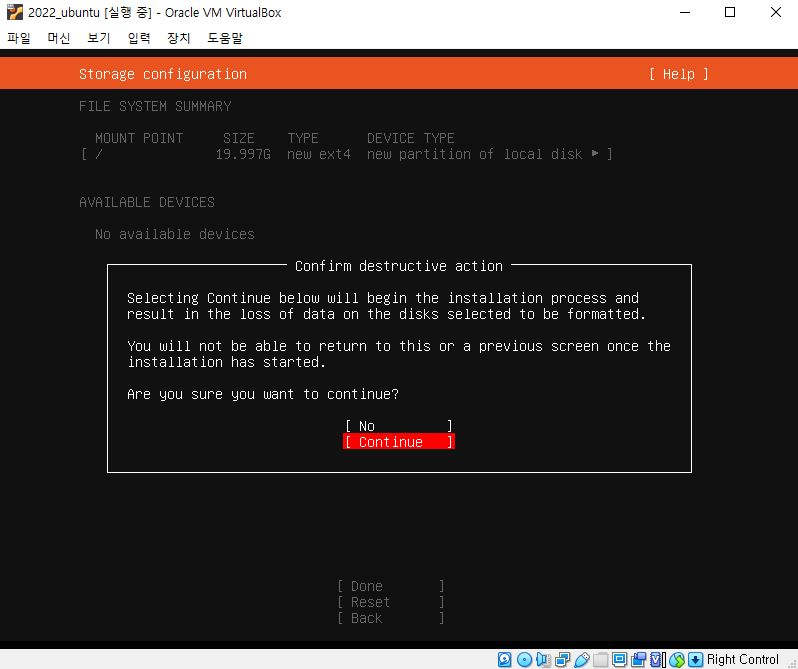 2022_ubuntu [실행 중] - Oracle VM VirtualBox
파일 머신 보기 입력 장치 도움말
Storage configuration [ Help ]
FILE SYSTEM SUMMARY
MOUNT POINT SIZE TYPE DEVICE TYPE
[ / 19.997G new ext4 new partition of local disk ▸ ]
AVAILABLE DEVICES
No available devices
Confirm destructive action
Selecting Continue below will begin the installation process and
result in the loss of data on the disks selected to be formatted.
You will not be able to return to this or a previous screen once the
installation has started.
Are you sure you want to continue?
[ No ]
[ Continue ]
[ Done ]
[ Reset ]
[ Back ]
Right Control